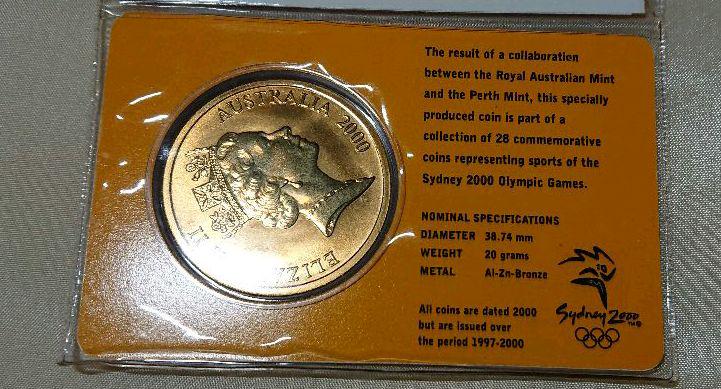 AUSTRALIA 2000
ELIZ
II
The result of a collaboration
between the Royal Australian Mint
and the Perth Mint, this specially
produced coin is part of a
collection of 28 commemorative
coins representing sports of the
Sydney 2000 Olympic Games.
NOMINAL SPECIFICATIONS
DIAMETER 38.74 mm
WEIGHT 20 grams
METAL Al-Zn-Bronze
All coins are dated 2000
but are issued over
the period 1997-2000
Sydney 2000